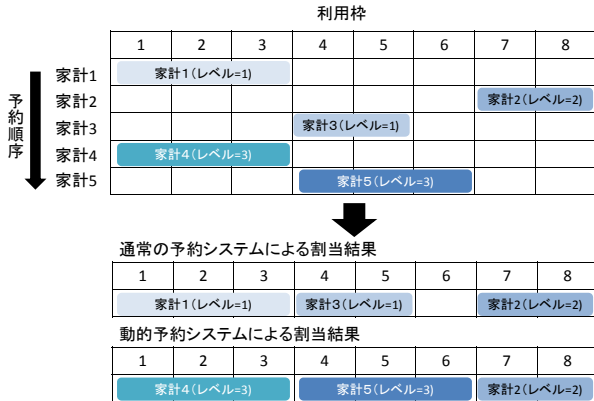 利用枠
1 2 3 4 5 6 7 8
予約順序
家計1 家計1(レベル=1)
家計2 家計2(レベル=2)
家計3 家計3(レベル=1)
家計4 家計4(レベル=3)
家計5 家計5(レベル=3)
通常の予約システムによる割当結果
1 2 3 4 5 6 7 8
家計1(レベル=1) 家計3(レベル=1) 家計2(レベル=2)
動的予約システムによる割当結果
1 2 3 4 5 6 7 8
家計4(レベル=3) 家計5(レベル=3) 家計2(レベル=2)